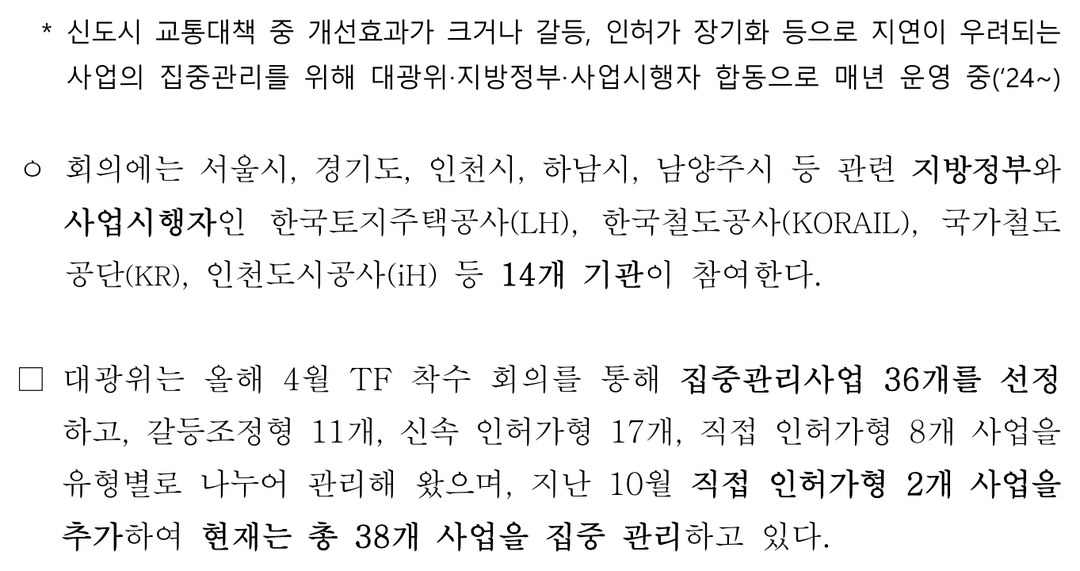 * 신도시 교통대책 중 개선효과가 크거나 갈등, 인허가 장기화 등으로 지연이 우려되는
사업의 집중관리를 위해 대광위·지방정부·사업시행자 합동으로 매년 운영 중(‘24~)
ㅇ 회의에는 서울시, 경기도, 인천시, 하남시, 남양주시 등 관련 지방정부와
사업시행자인 한국토지주택공사(LH), 한국철도공사(KORAIL), 국가철도
공단(KR), 인천도시공사(iH) 등 14개 기관이 참여한다.
□ 대광위는 올해 4월 TF 착수 회의를 통해 집중관리사업 36개를 선정
하고, 갈등조정형 11개, 신속 인허가형 17개, 직접 인허가형 8개 사업을
유형별로 나누어 관리해 왔으며, 지난 10월 직접 인허가형 2개 사업을
추가하여 현재는 총 38개 사업을 집중 관리하고 있다.